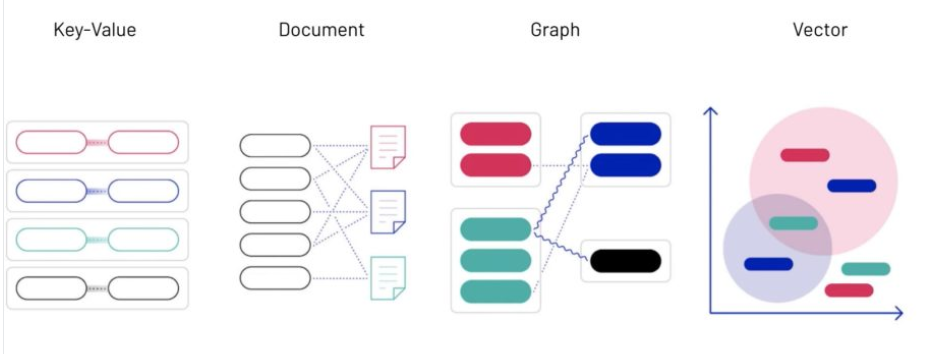 Key-Value
Document
Graph
Vector